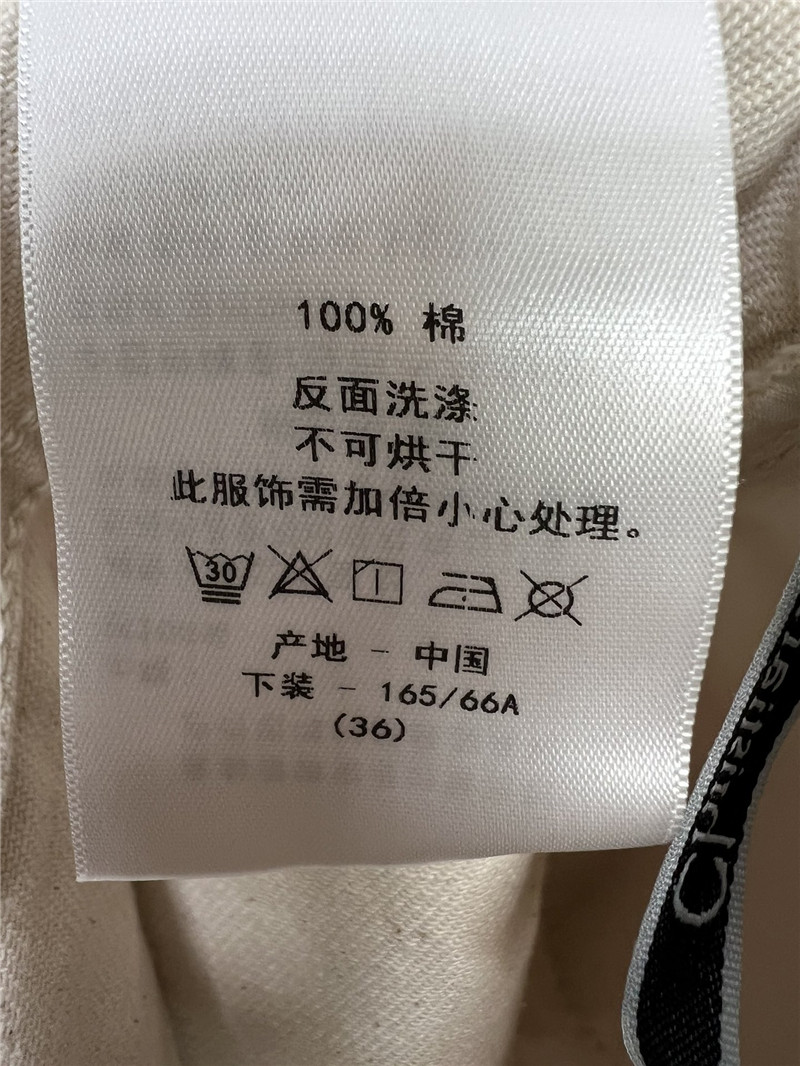 100% 棉
反面洗涤
不可烘干
此服饰需加倍小心处理。
30
产地 - 中国
下装 - 165/66A
(36)
Christian